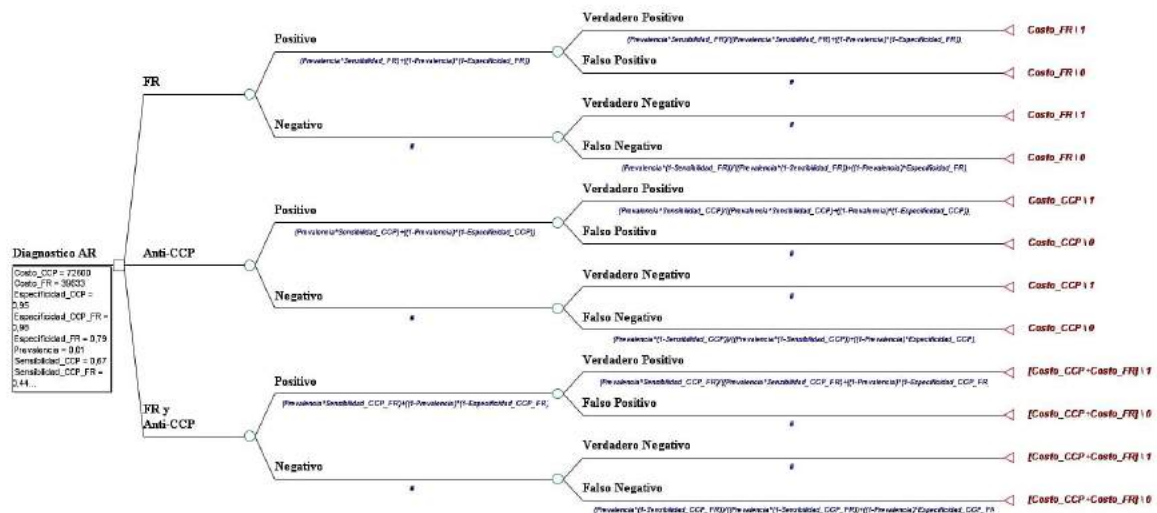 Verdadero Positivo
Positivo
(Prevalencia*Sensibilidad_FR)/((Prevalencia*Sensibilidad_FR)+((1-Prevalencia)*(1-Especificidad_FR))
Costo_FR \ 1
(Prevalencia*Sensibilidad_FR)+((1-Prevalencia)*(1-Especificidad_FR))
Falso Positivo
#
Costo_FR \ 0
FR
Verdadero Negativo
Negativo
#
Costo_FR \ 1
#
Falso Negativo
(Prevalencia*(1-Sensibilidad_FR))/((Prevalencia*(1-Sensibilidad_FR))+((1-Prevalencia)*Especificidad_FR)
Costo_FR \ 0
Verdadero Positivo
Positivo
(Prevalencia*Sensibilidad_CCP)/((Prevalencia*Sensibilidad_CCP)+((1-Prevalencia)*(1-Especificidad_CCP))
Costo_CCP \ 1
(Prevalencia*Sensibilidad_CCP)+((1-Prevalencia)*(1-Especificidad_CCP))
Falso Positivo
#
Costo_CCP \ 0
Diagnostico AR
Anti-CCP
Costo_CCP = 72600
Costo_FR = 39633
Especificidad_CCP =
0,95
Especificidad_CCP_FR =
0,98
Especificidad_FR = 0,79
Prevalencia = 0,01
Sensibilidad_CCP = 0,67
Sensibilidad_CCP_FR =
0,44...
Verdadero Negativo
Negativo
#
Costo_CCP \ 1
#
Falso Negativo
(Prevalencia*(1-Sensibilidad_CCP))/((Prevalencia*(1-Sensibilidad_CCP))+((1-Prevalencia)*Especificidad_CCP)
Costo_CCP \ 0
Verdadero Positivo
Positivo
(Prevalencia*Sensibilidad_CCP_FR)/((Prevalencia*Sensibilidad_CCP_FR)+((1-Prevalencia)*(1-Especificidad_CCP_FR
[Costo_CCP+Costo_FR] \ 1
(Prevalencia*Sensibilidad_CCP_FR)+((1-Prevalencia)*(1-Especificidad_CCP_FR)
Falso Positivo
#
[Costo_CCP+Costo_FR] \ 0
FR y
Anti-CCP
Verdadero Negativo
Negativo
#
[Costo_CCP+Costo_FR] \ 1
#
Falso Negativo
(Prevalencia*(1-Sensibilidad_CCP_FR))/((Prevalencia*(1-Sensibilidad_CCP_FR))+((1-Prevalencia)*Especificidad_CCP_FR
[Costo_CCP+Costo_FR] \ 0